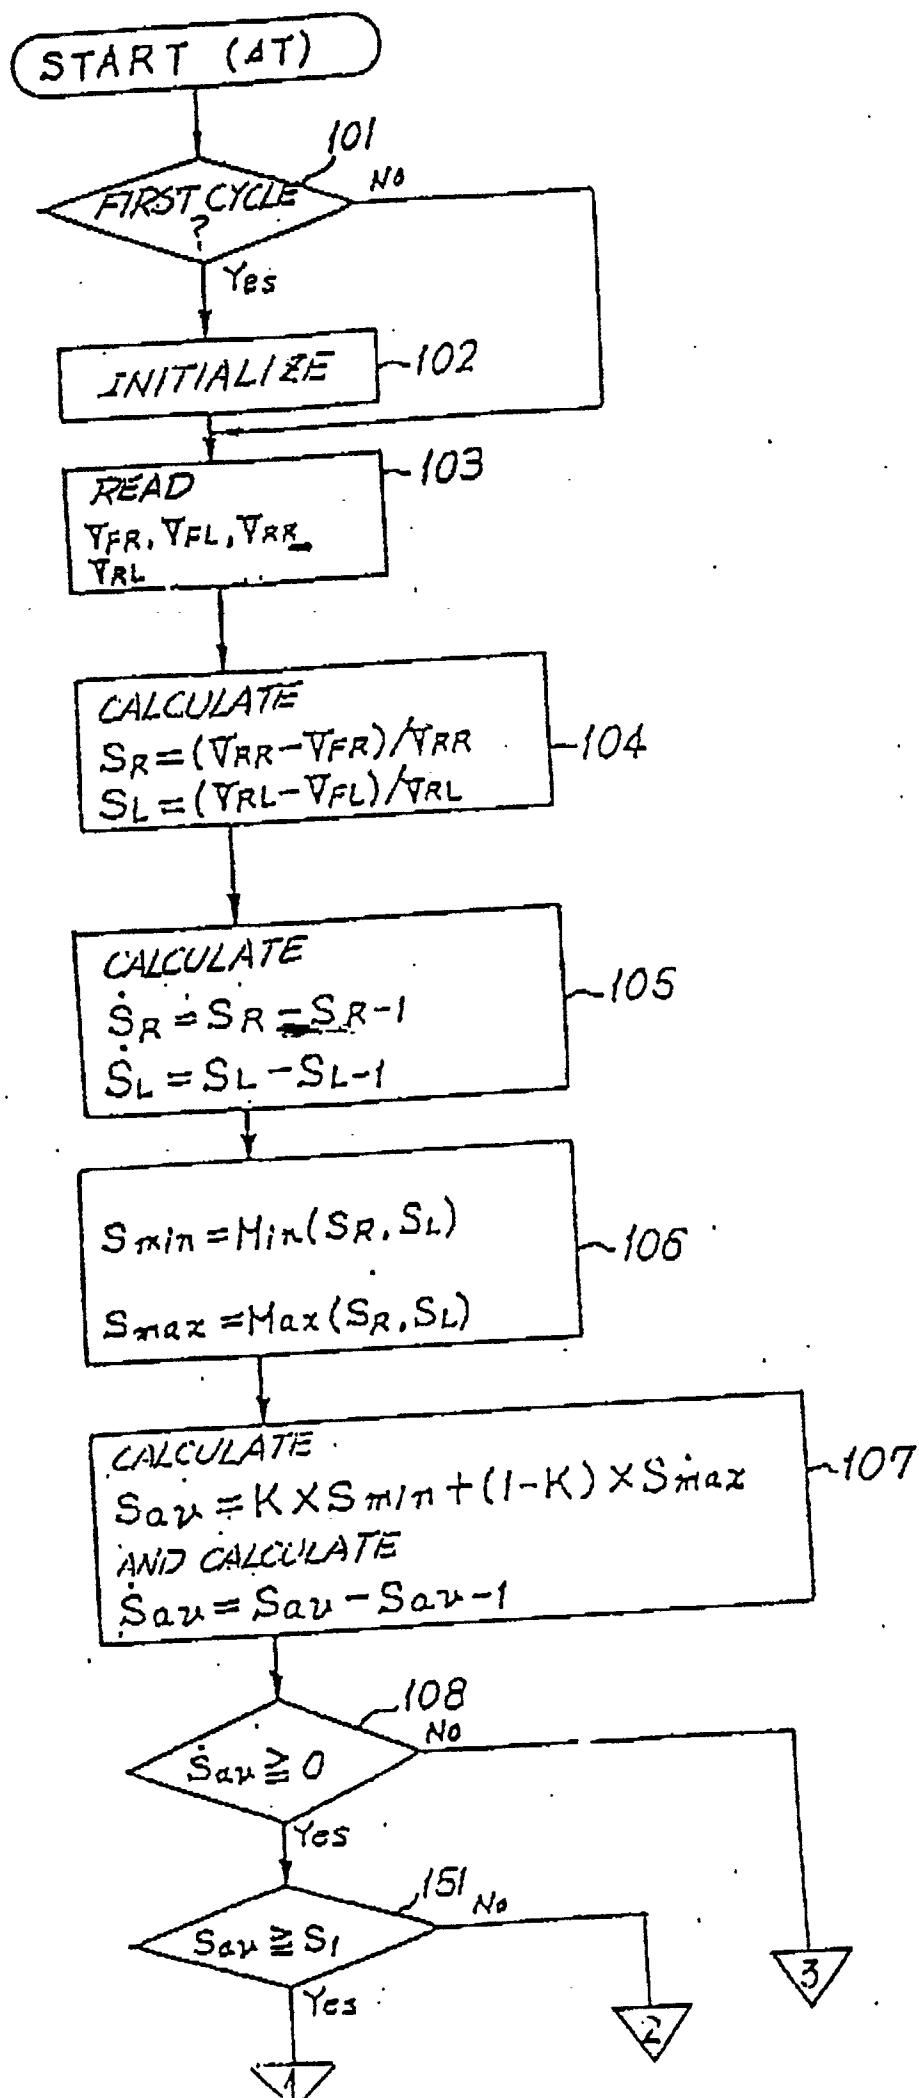 START (ΔT)
101
FIRST CYCLE
?
No
Yes
INITIALIZE
102
READ
103
VFR, VFL, VRR
VRL
CALCULATE
SR=(VRR-VFR)/VRR
SL=(VRL-VFL)/VRL
104
CALCULATE
ṠR=SR-SR-1
ṠL=SL-SL-1
105
Smin=Min(SR,SL)
106
Smax=Max(SR,SL)
CALCULATE
Sav=K×Smin+(1-K)×Smax
107
AND CALCULATE
Ṡav=Sav-Sav-1
108
No
Ṡav≧0
Yes
151
No
Sav≧S1
Yes
3
2
1